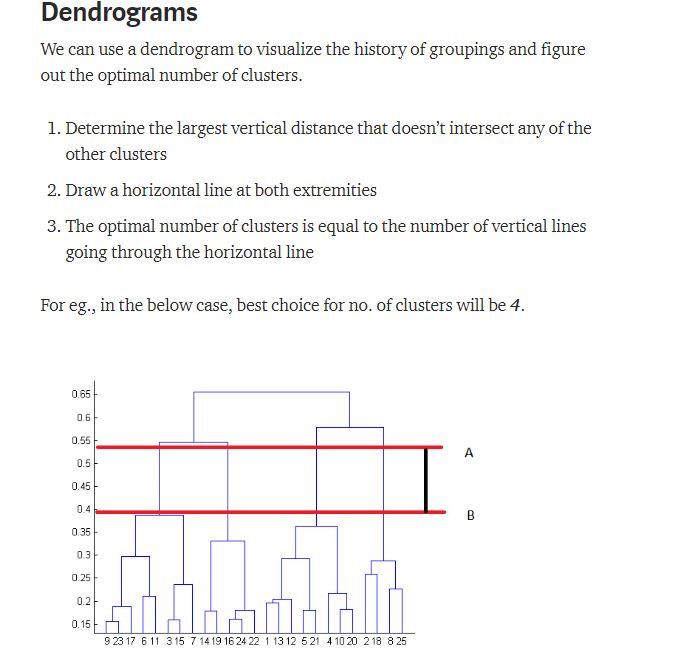 Dendrograms
We can use a dendrogram to visualize the history of groupings and figure
out the optimal number of clusters.
1. Determine the largest vertical distance that doesn’t intersect any of the
other clusters
2. Draw a horizontal line at both extremities
3. The optimal number of clusters is equal to the number of vertical lines
going through the horizontal line
For eg., in the below case, best choice for no. of clusters will be 4.
0.65
0.6
0.55
A
0.5
0.45
0.4
B
0.35
0.3
0.25
0.2
0.15
9 23 17 6 11 3 15 7 14 19 16 24 22 1 13 12 5 21 4 10 20 2 18 8 25